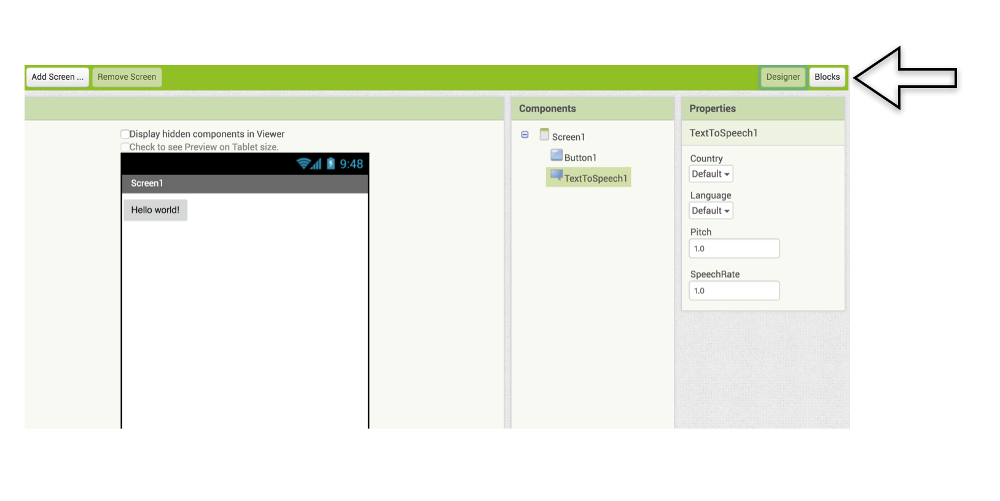 Add Screen ... Remove Screen Designer Blocks
Components Properties
Display hidden components in Viewer
Check to see Preview on Tablet size.
9:48
Screen1
Hello world!
Screen1
Button1
TextToSpeech1
TextToSpeech1
Country
Default
Language
Default
Pitch
1.0
SpeechRate
1.0